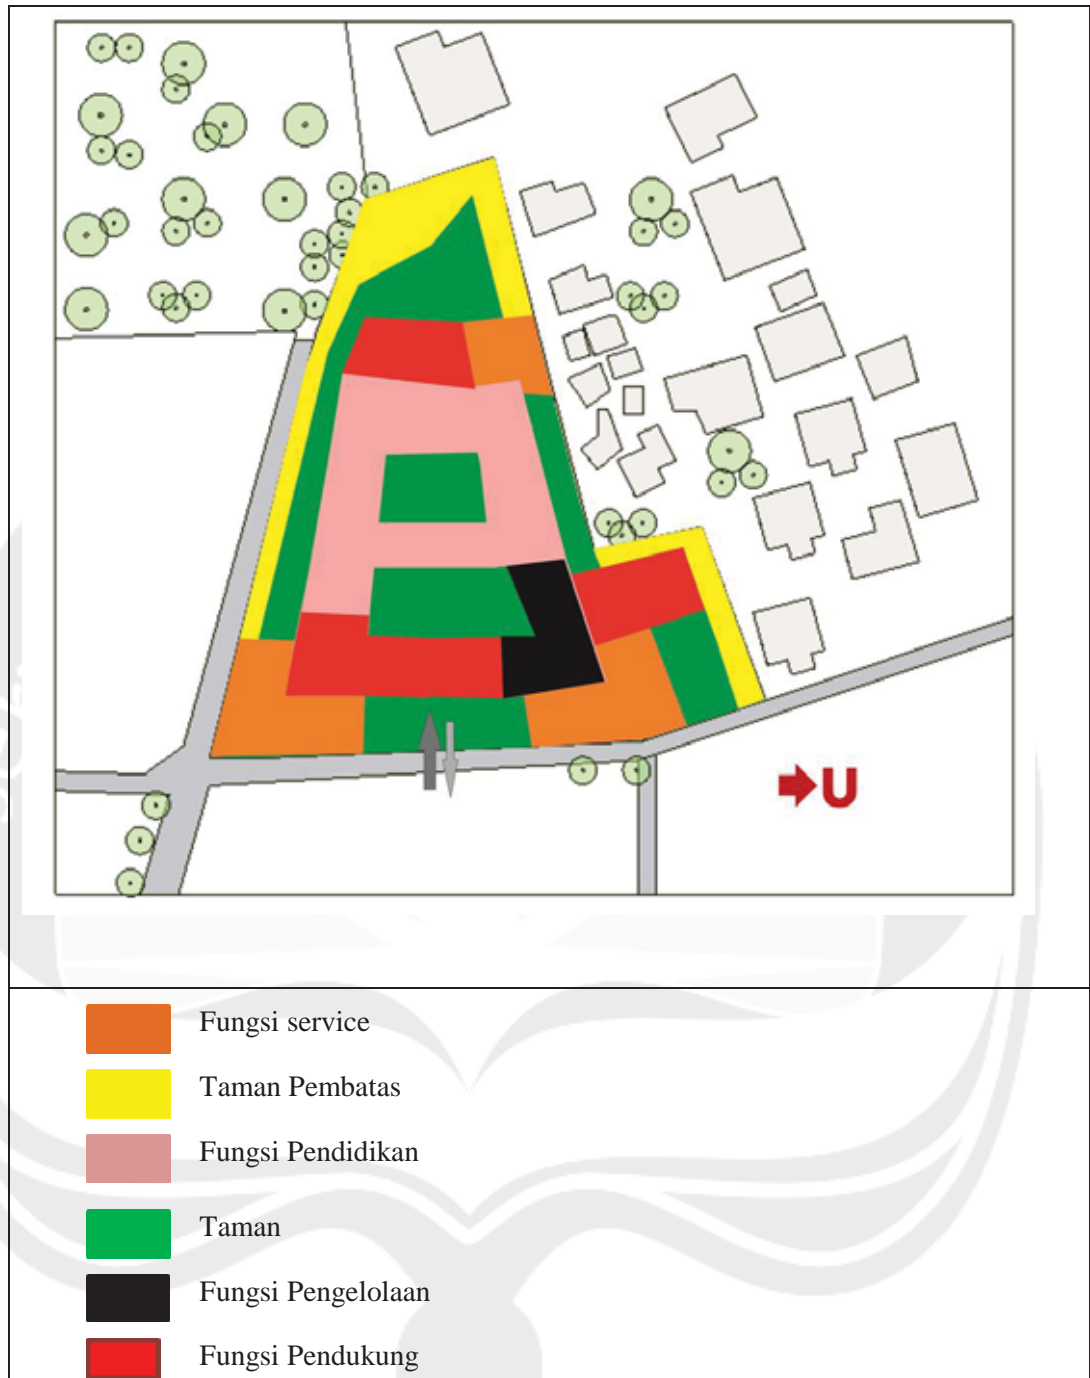 U
Fungsi service
Taman Pembatas
Fungsi Pendidikan
Taman
Fungsi Pengelolaan
Fungsi Pendukung